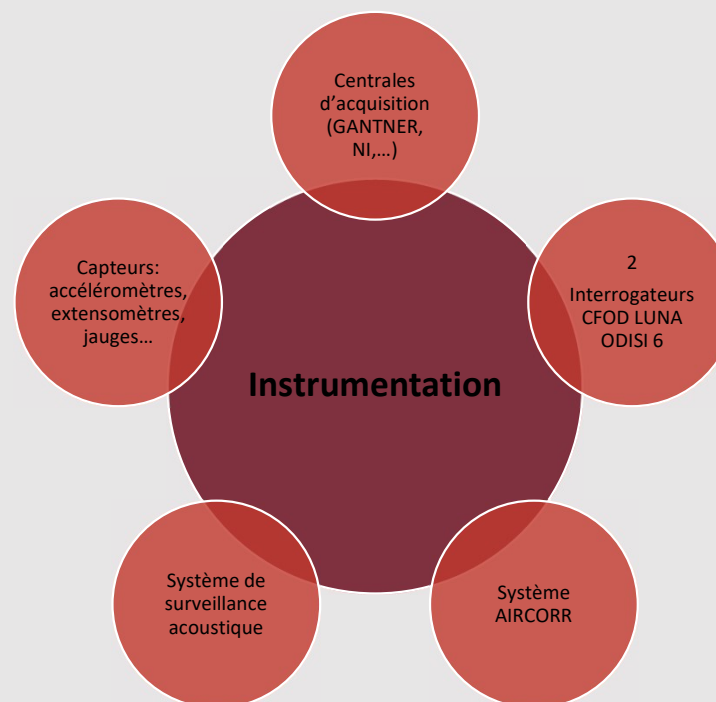 Centrales
d’acquisition
(GANTNER,
NI,…)
Capteurs:
accéléromètres,
extensomètres,
jauges…
2
Interrogateurs
CFOD LUNA
ODISI 6
Instrumentation
Système de
surveillance
acoustique
Système
AIRCORR